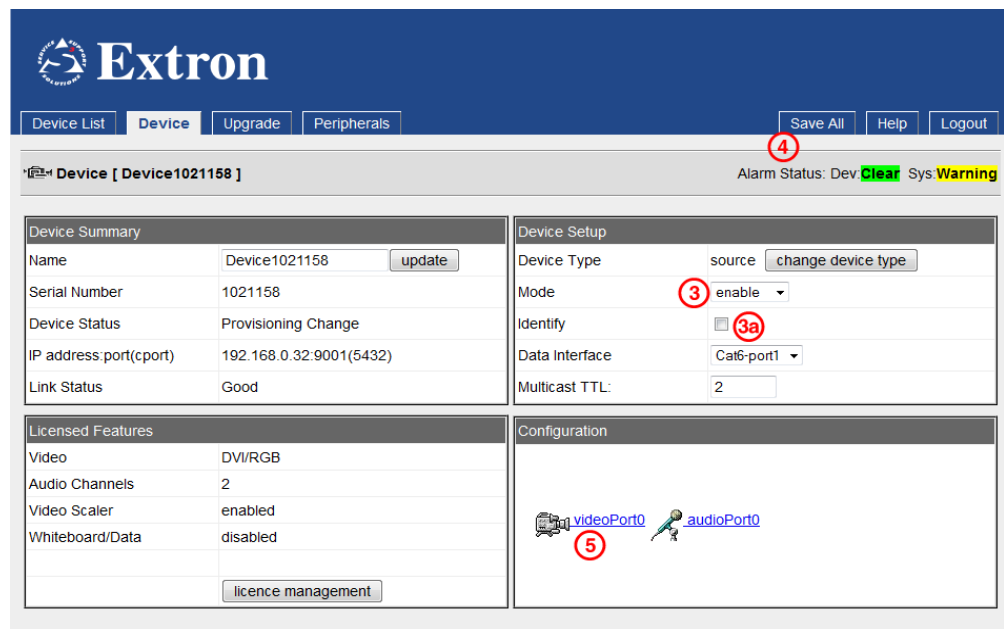 SERVICE SUPPORT SOLUTIONS
Extron
Device List Device Upgrade Peripherals Save All Help Logout
4
Device [ Device1021158 ] Alarm Status: Dev:Clear Sys:Warning
Device Summary
Name Device1021158 update
Serial Number 1021158
Device Status Provisioning Change
IP address:port(cport) 192.168.0.32:9001(5432)
Link Status Good
Device Setup
Device Type source change device type
Mode 3 enable
Identify 3a
Data Interface Cat6-port1
Multicast TTL: 2
Licensed Features
Video DVI/RGB
Audio Channels 2
Video Scaler enabled
Whiteboard/Data disabled
licence management
Configuration
videoPort0 audioPort0
5